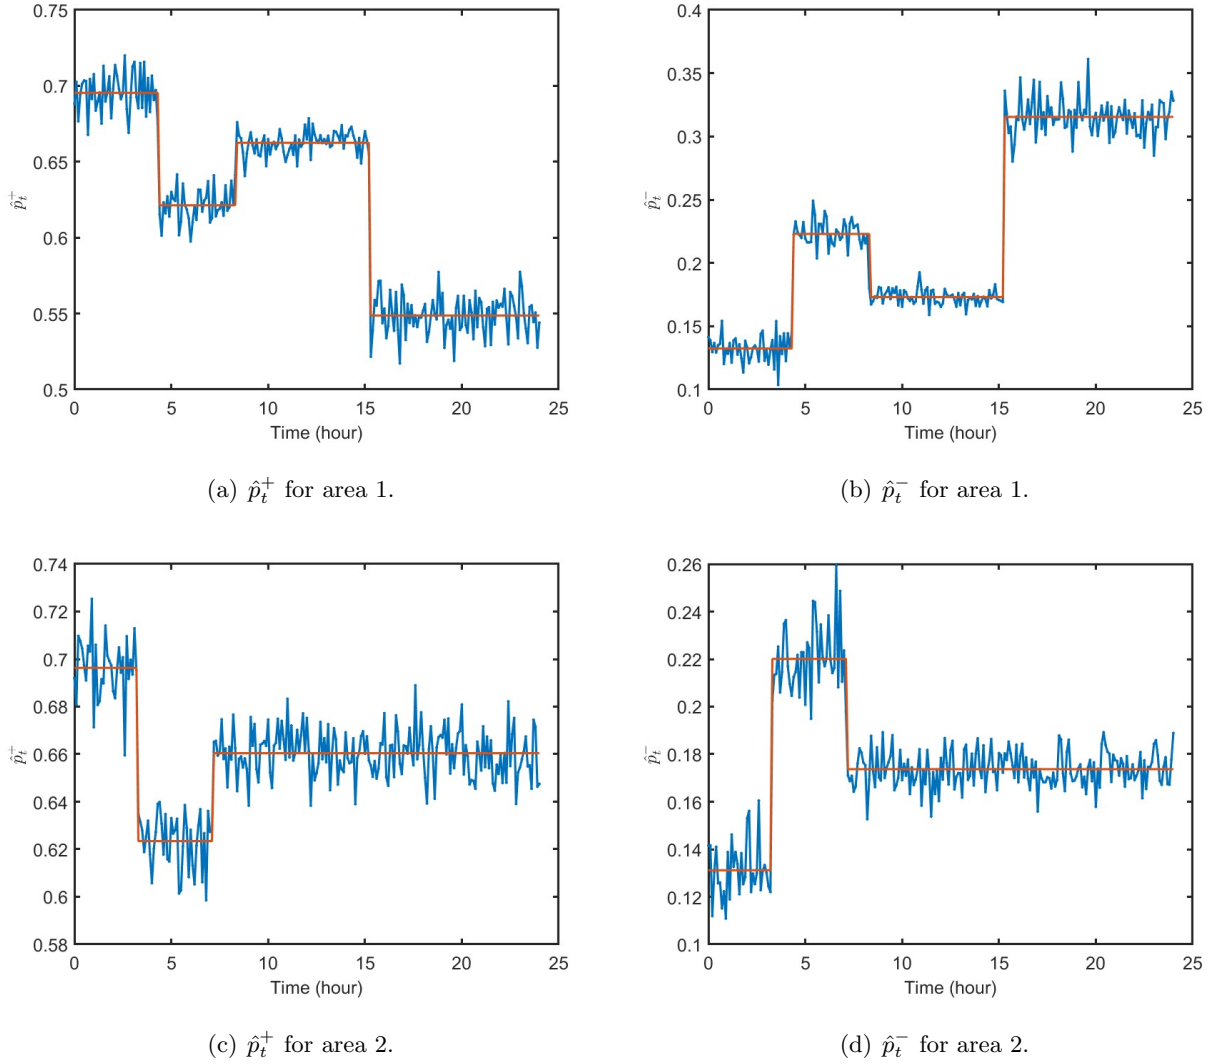 0.75
0.7
0.65
0.6
0.55
0.5
0 5 10 15 20 25
p̂ₜ⁺
Time (hour)
(a) p̂ₜ⁺ for area 1.
0.4
0.35
0.3
0.25
0.2
0.15
0.1
0 5 10 15 20 25
p̂ₜ⁻
Time (hour)
(b) p̂ₜ⁻ for area 1.
0.74
0.72
0.7
0.68
0.66
0.64
0.62
0.6
0.58
0 5 10 15 20 25
p̂ₜ⁺
Time (hour)
(c) p̂ₜ⁺ for area 2.
0.26
0.24
0.22
0.2
0.18
0.16
0.14
0.12
0.1
0 5 10 15 20 25
p̂ₜ⁻
Time (hour)
(d) p̂ₜ⁻ for area 2.